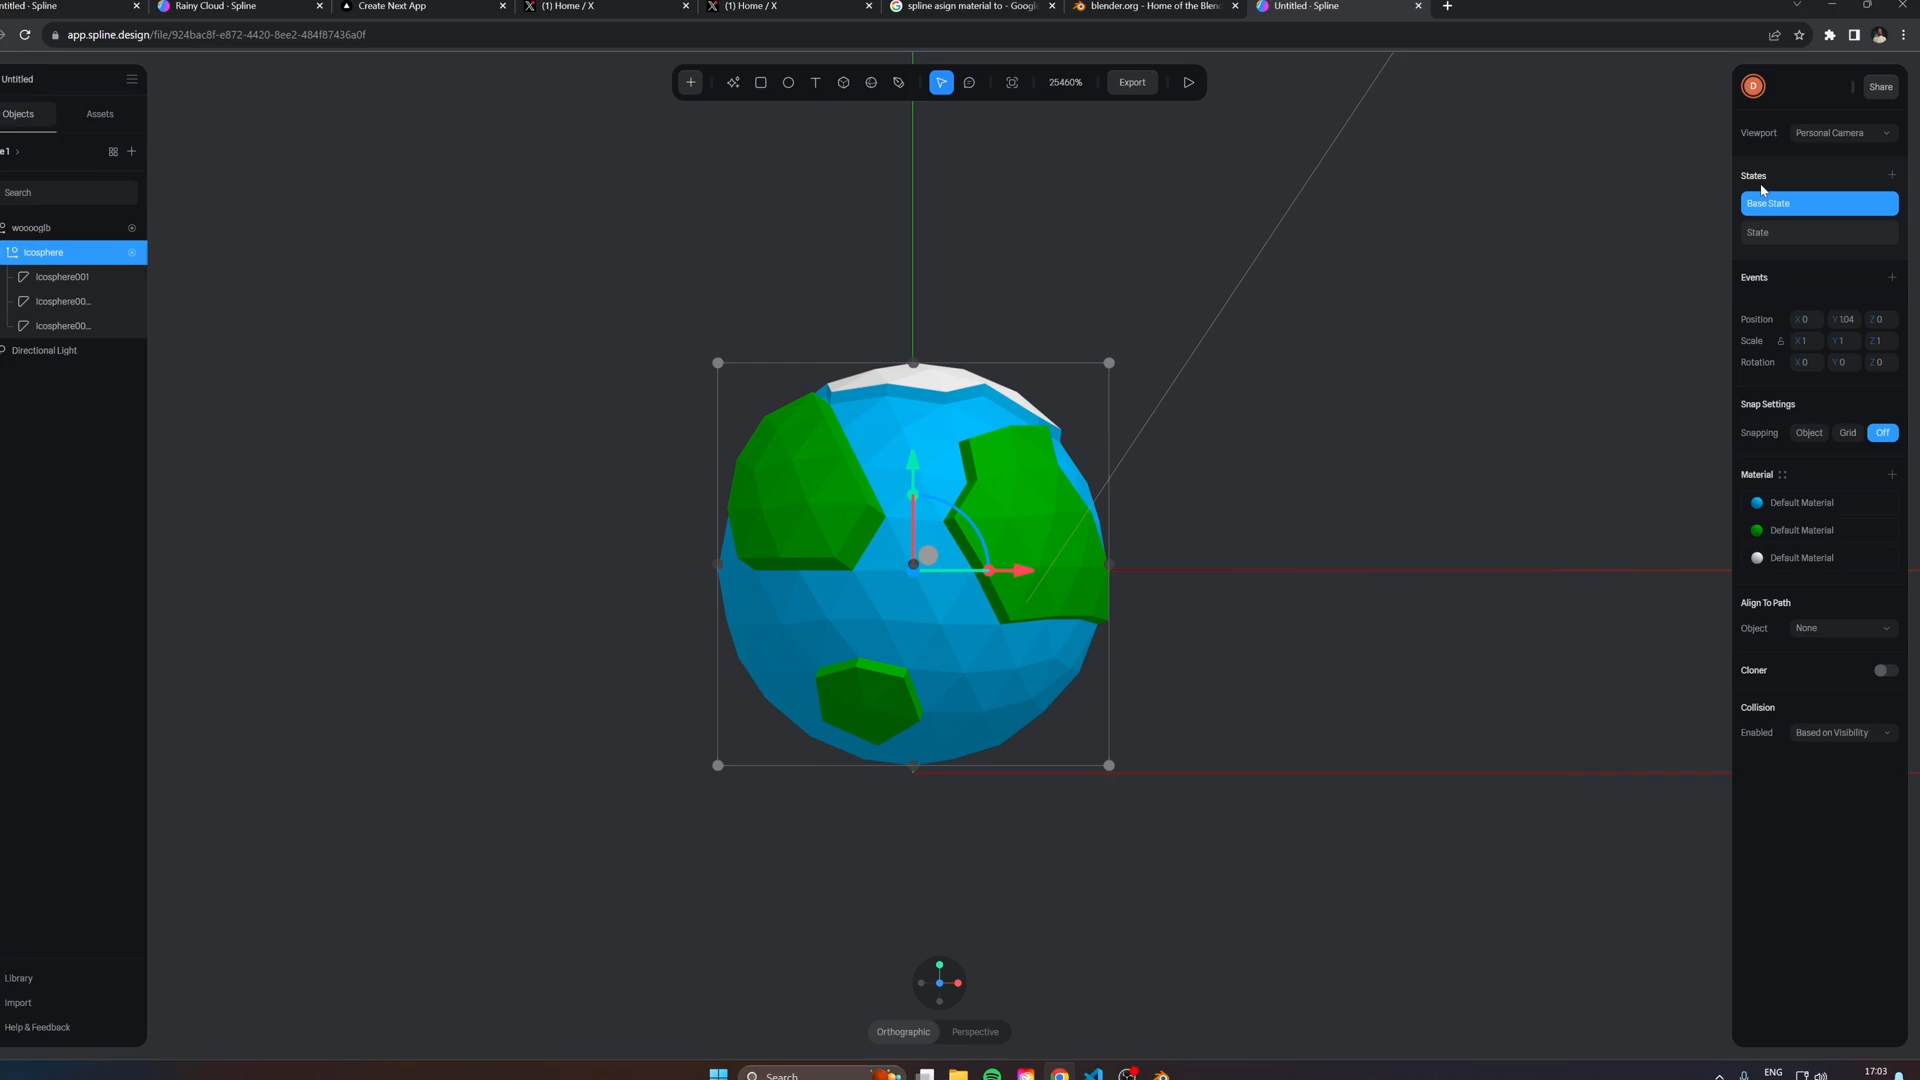 ntitled - Spline
Rainy Cloud - Spline
Create Next App
(1) Home / X
(1) Home / X
spline asign material to - Google
blender.org - Home of the Blen
Untitled - Spline
app.spline.design/file/924bac8f-e872-4420-8ee2-484f87436a0f
Untitled
25460%
Export
D
Share
Objects
Assets
Viewport
Personal Camera
e 1
States
Search
Base State
wooooglb
State
Icosphere
Icosphere001
Events
Icosphere00...
Position
X 0
Y 1.04
Z 0
Icosphere00...
Scale
X 1
Y 1
Z 1
Directional Light
Rotation
X 0
Y 0
Z 0
Snap Settings
Snapping
Object
Grid
Off
Material
Default Material
Default Material
Default Material
Align To Path
Object
None
Cloner
Collision
Enabled
Based on Visibility
Library
Import
Help & Feedback
Orthographic
Perspective
Search
ENG
17:03